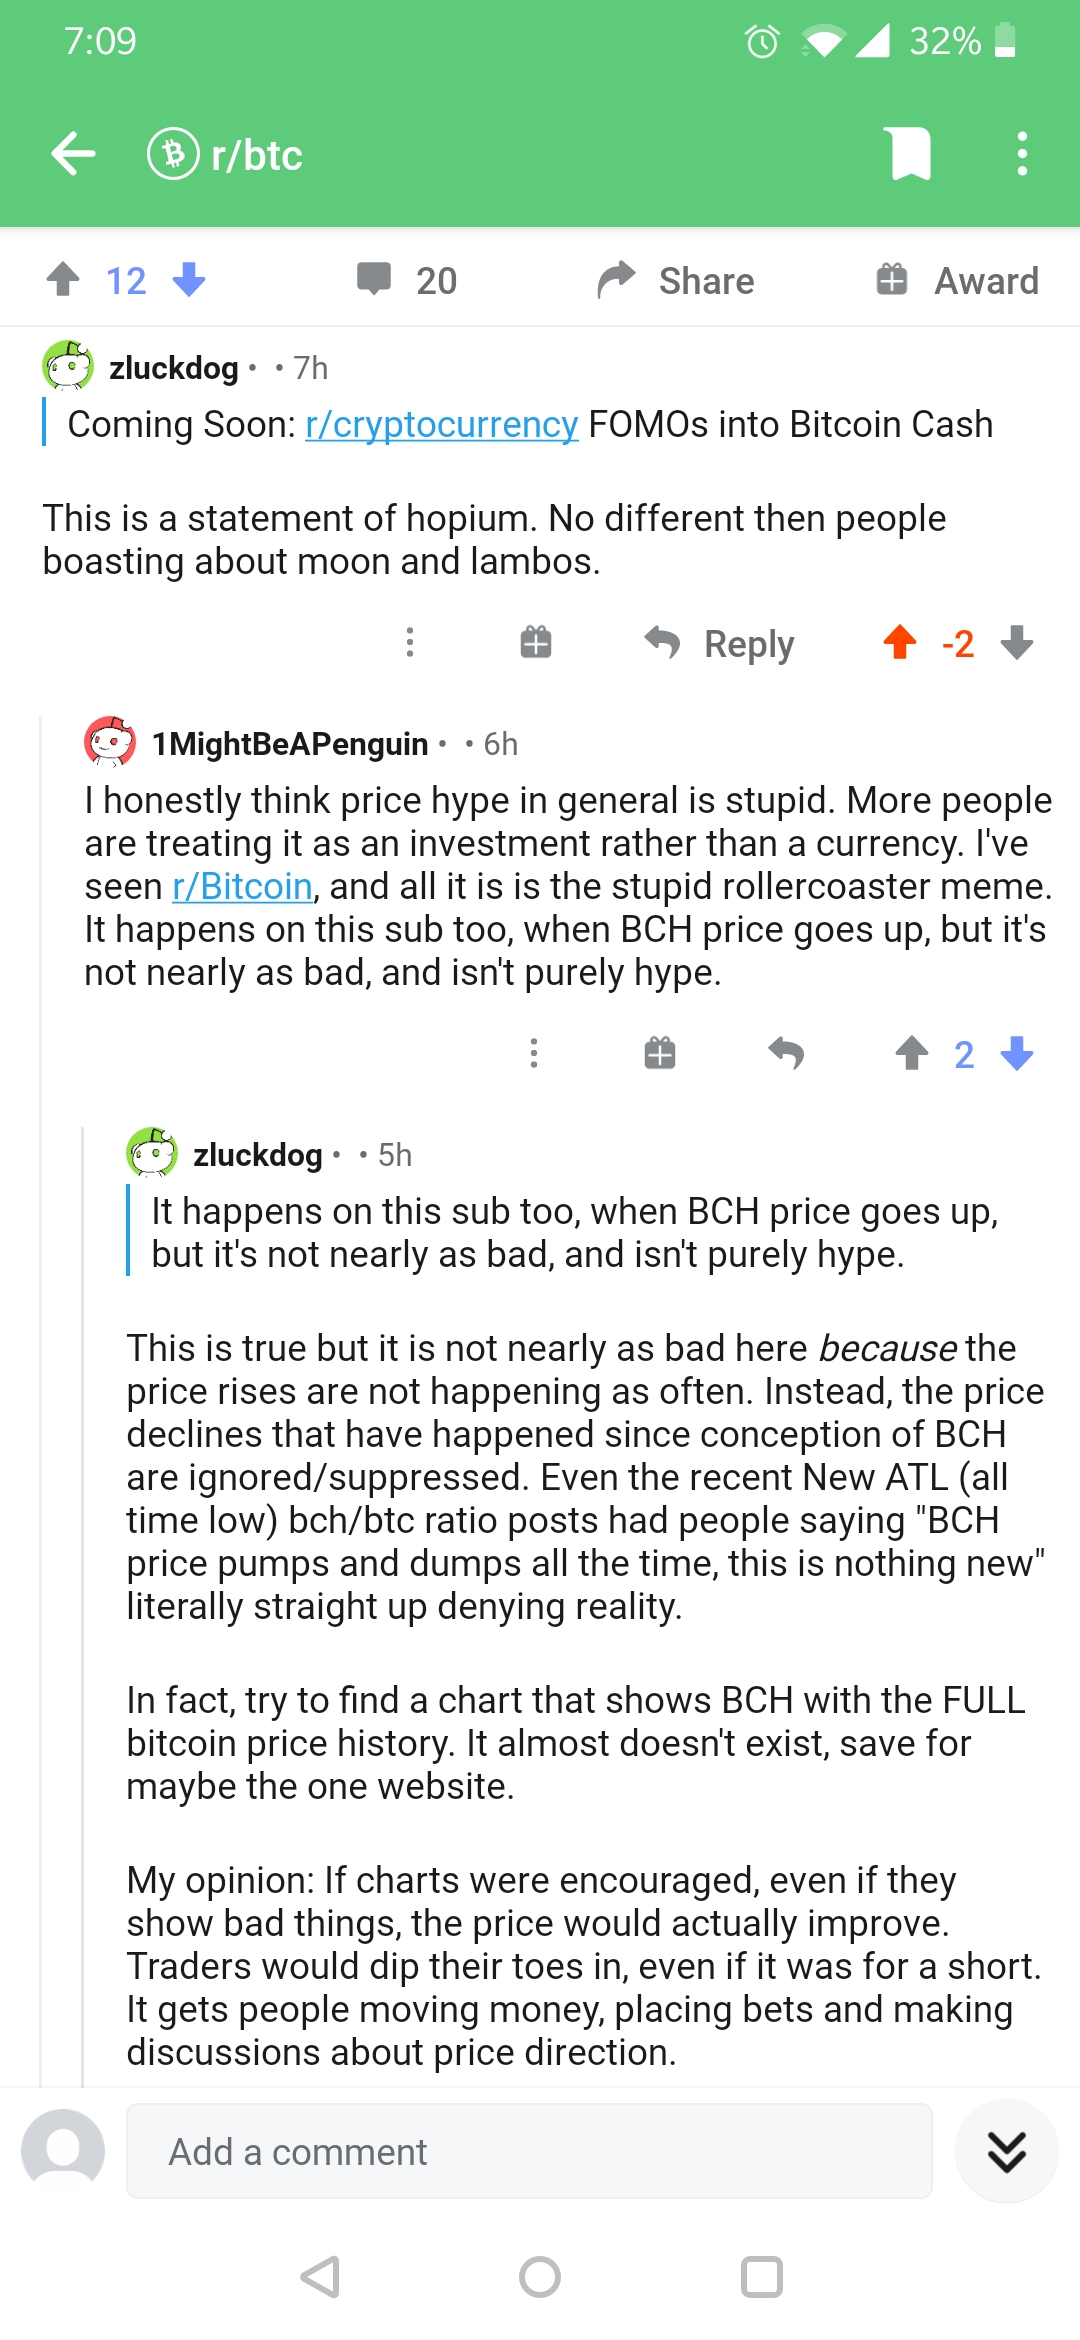 7:09
32%
r/btc
12
20
Share
Award
zluckdog • • 7h
Coming Soon: r/cryptocurrency FOMOs into Bitcoin Cash
This is a statement of hopium. No different then people
boasting about moon and lambos.
Reply
-2
1MightBeAPenguin • • 6h
I honestly think price hype in general is stupid. More people
are treating it as an investment rather than a currency. I've
seen r/Bitcoin, and all it is is the stupid rollercoaster meme.
It happens on this sub too, when BCH price goes up, but it's
not nearly as bad, and isn't purely hype.
2
zluckdog • • 5h
It happens on this sub too, when BCH price goes up,
but it's not nearly as bad, and isn't purely hype.
This is true but it is not nearly as bad here because the
price rises are not happening as often. Instead, the price
declines that have happened since conception of BCH
are ignored/suppressed. Even the recent New ATL (all
time low) bch/btc ratio posts had people saying "BCH
price pumps and dumps all the time, this is nothing new"
literally straight up denying reality.
In fact, try to find a chart that shows BCH with the FULL
bitcoin price history. It almost doesn't exist, save for
maybe the one website.
My opinion: If charts were encouraged, even if they
show bad things, the price would actually improve.
Traders would dip their toes in, even if it was for a short.
It gets people moving money, placing bets and making
discussions about price direction.
Add a comment